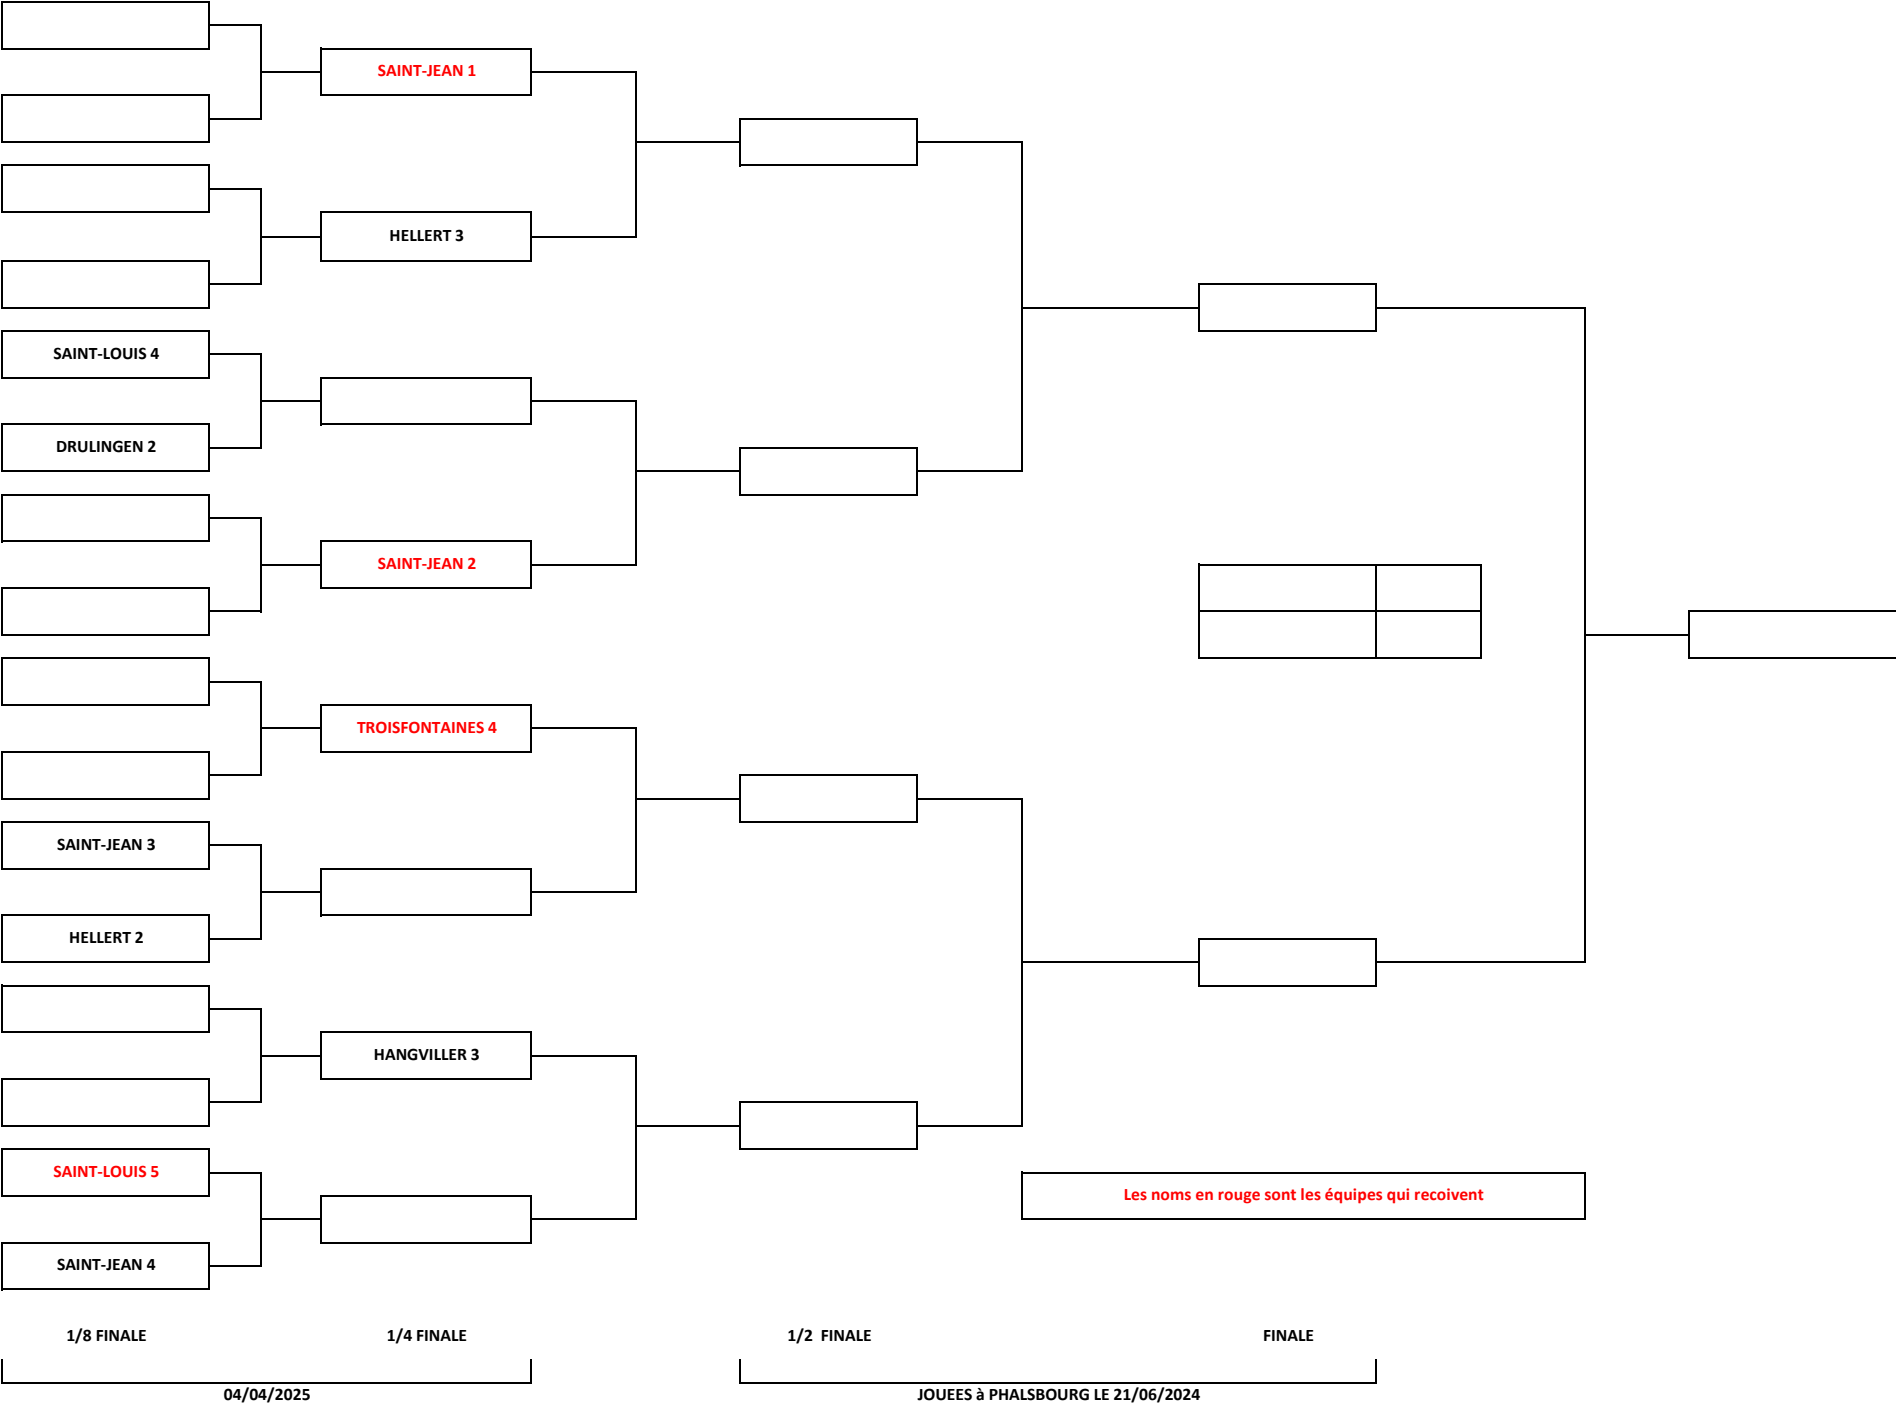 SAINT-JEAN 1
HELLERT 3
SAINT-LOUIS 4
DRULINGEN 2
SAINT-JEAN 2
TROISFONTAINES 4
SAINT-JEAN 3
HELLERT 2
HANGVILLER 3
SAINT-LOUIS 5
Les noms en rouge sont les équipes qui recoivent
SAINT-JEAN 4
1/8 FINALE 1/4 FINALE 1/2 FINALE FINALE
04/04/2025 JOUEES à PHALSBOURG LE 21/06/2024